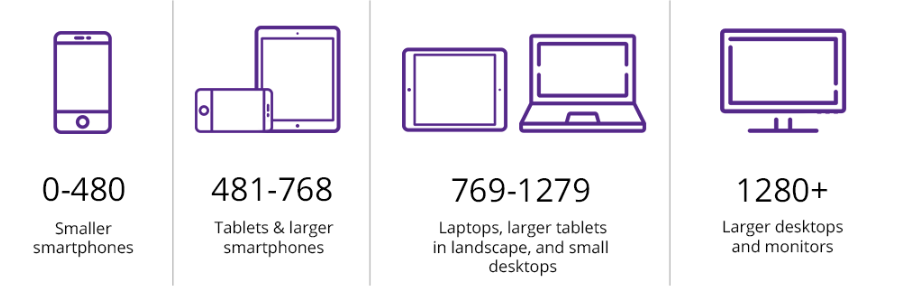 0-480
Smaller
smartphones
481-768
Tablets & larger
smartphones
769-1279
Laptops, larger tablets
in landscape, and small
desktops
1280+
Larger desktops
and monitors